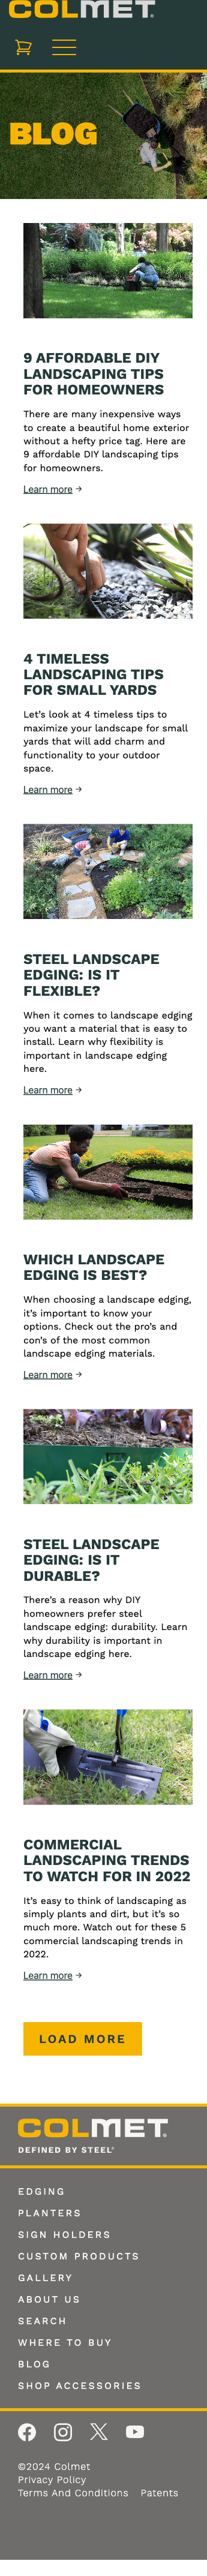 COLMET®
BLOG
9 AFFORDABLE DIY
LANDSCAPING TIPS
FOR HOMEOWNERS
There are many inexpensive ways
to create a beautiful home exterior
without a hefty price tag. Here are
9 affordable DIY landscaping tips
for homeowners.
Learn more →
4 TIMELESS
LANDSCAPING TIPS
FOR SMALL YARDS
Let’s look at 4 timeless tips to
maximize your landscape for small
yards that will add charm and
functionality to your outdoor
space.
Learn more →
STEEL LANDSCAPE
EDGING: IS IT
FLEXIBLE?
When it comes to landscape edging
you want a material that is easy to
install. Learn why flexibility is
important in landscape edging
here.
Learn more →
WHICH LANDSCAPE
EDGING IS BEST?
When choosing a landscape edging,
it’s important to know your
options. Check out the pro’s and
con’s of the most common
landscape edging materials.
Learn more →
STEEL LANDSCAPE
EDGING: IS IT
DURABLE?
There’s a reason why DIY
homeowners prefer steel
landscape edging: durability. Learn
why durability is important in
landscape edging here.
Learn more →
COMMERCIAL
LANDSCAPING TRENDS
TO WATCH FOR IN 2022
It’s easy to think of landscaping as
simply plants and dirt, but it’s so
much more. Watch out for these 5
commercial landscaping trends in
2022.
Learn more →
LOAD MORE
COLMET®
DEFINED BY STEEL®
EDGING
PLANTERS
SIGN HOLDERS
CUSTOM PRODUCTS
GALLERY
ABOUT US
SEARCH
WHERE TO BUY
BLOG
SHOP ACCESSORIES
©2024 Colmet
Privacy Policy
Terms And Conditions Patents